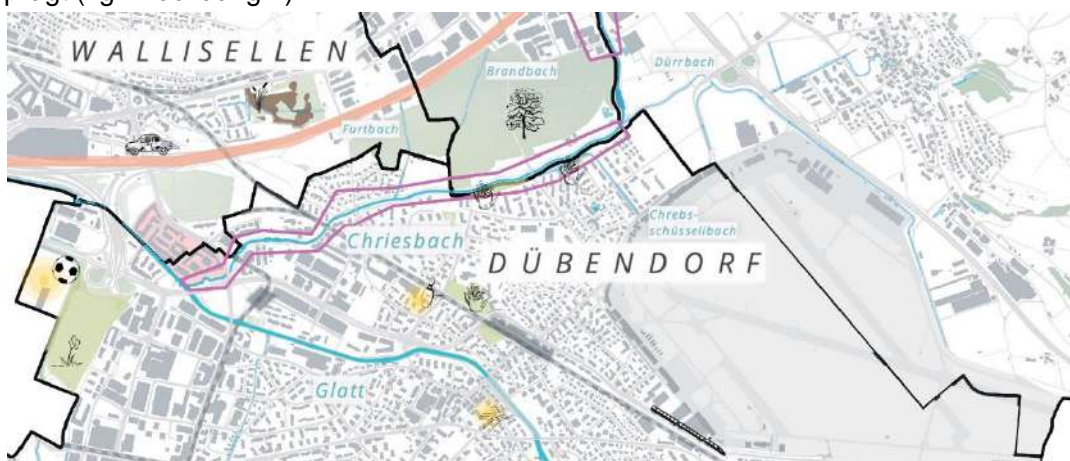 WALLISELLEN
Brandbach
Dürrbach
Furtbach
Chrebs-
schüsselibach
Chriesbach
DÜBENDORF
Glatt